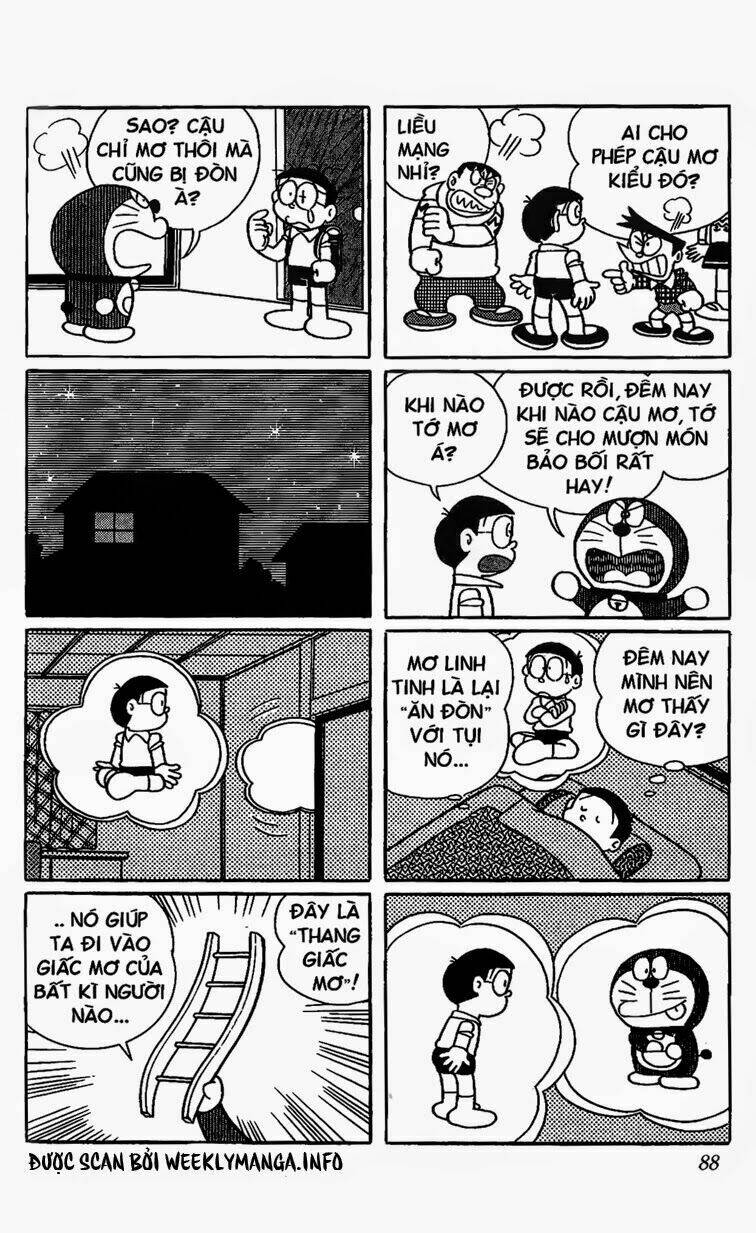 AI CHO
PHÉP CẬU MƠ
KIỂU ĐÓ?
LIỀU
MẠNG
NHỈ?
SAO? CẬU
CHỈ MƠ THÔI MÀ
CŨNG BỊ ĐÒN
À?
ĐƯỢC RỒI, ĐÊM NAY
KHI NÀO CẬU MƠ, TỚ
SẼ CHO MƯỢN MÓN
BẢO BỐI RẤT
HAY!
KHI NÀO
TỚ MƠ
Á?
ĐÊM NAY
MÌNH NÊN
MƠ THẤY
GÌ ĐÂY?
MƠ LINH
TINH LÀ LẠI
“ĂN ĐÒN”
VỚI TỤI
NÓ...
ĐÂY LÀ
“THANG
GIẤC
MƠ”!
.. NÓ GIÚP
TA ĐI VÀO
GIẤC MƠ CỦA
BẤT KÌ NGƯỜI
NÀO...
ĐƯỢC SCAN BỞI WEEKLYMANGA.INFO
88